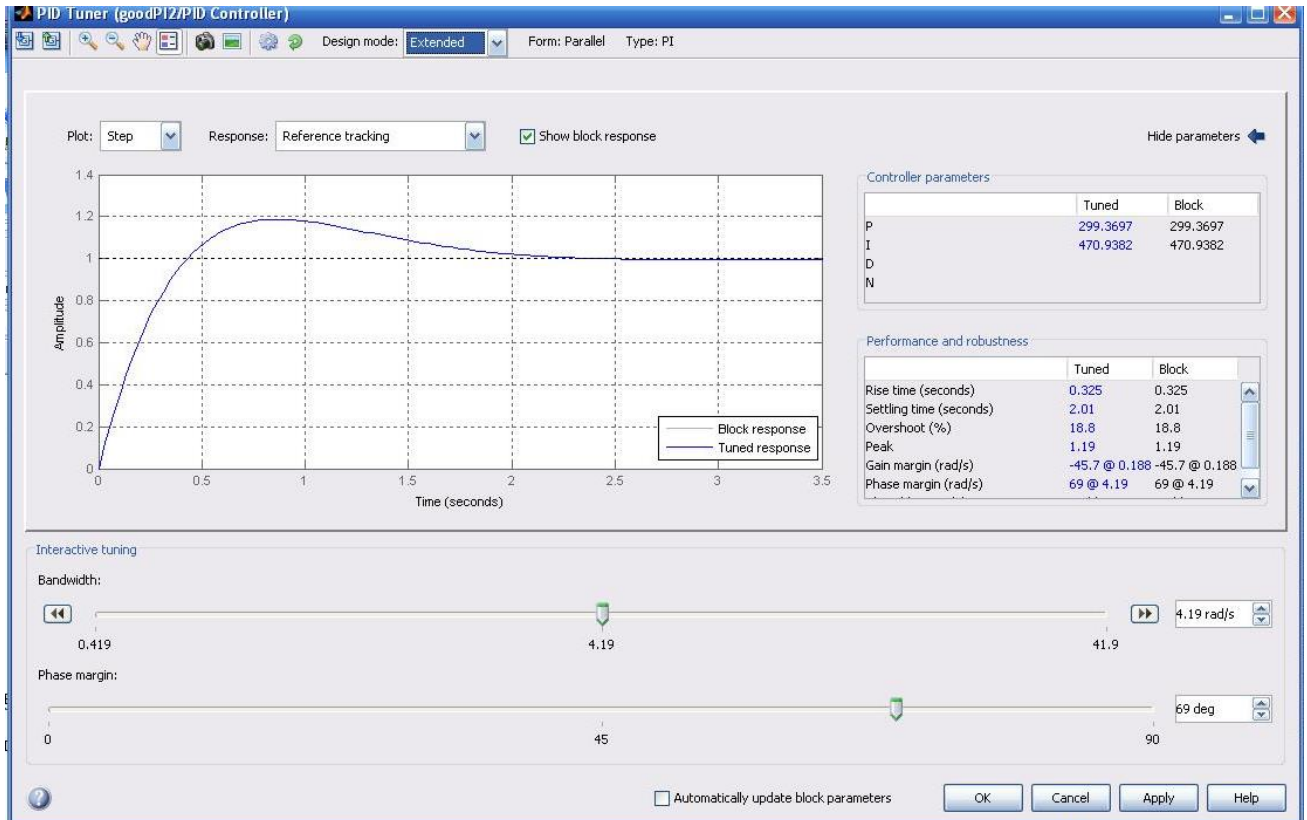 PID Tuner (goodPI2/PID Controller)
Design mode: Extended Form: Parallel Type: PI
Plot: Step Response: Reference tracking Show block response Hide parameters
1.4
1.2
1
0.8
0.6
0.4
0.2
0
Amplitude
0 0.5 1 1.5 2 2.5 3 3.5
Time (seconds)
Block response
Tuned response
Controller parameters
Tuned Block
P 299.3697 299.3697
I 470.9382 470.9382
D
N
Performance and robustness
Tuned Block
Rise time (seconds) 0.325 0.325
Settling time (seconds) 2.01 2.01
Overshoot (%) 18.8 18.8
Peak 1.19 1.19
Gain margin (rad/s) -45.7 @ 0.188 -45.7 @ 0.188
Phase margin (rad/s) 69 @ 4.19 69 @ 4.19
Interactive tuning
Bandwidth:
4.19 rad/s
0.419 4.19 41.9
Phase margin:
69 deg
0 45 90
Automatically update block parameters OK Cancel Apply Help